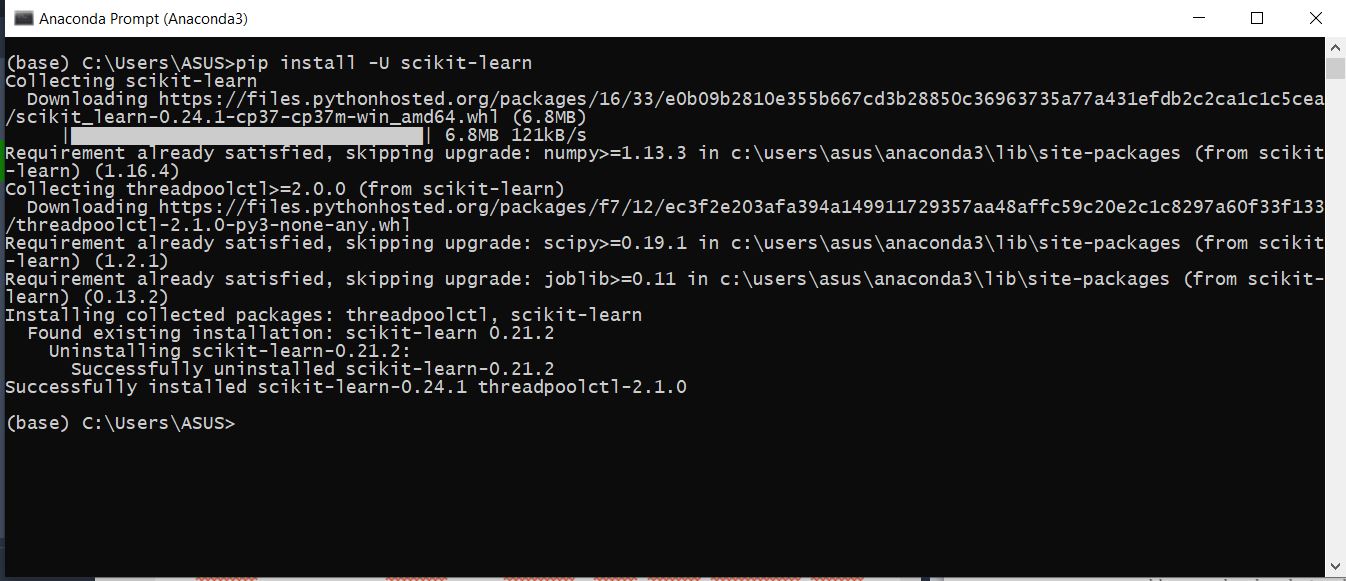 Anaconda Prompt (Anaconda3)
(base) C:\Users\ASUS>pip install -U scikit-learn
Collecting scikit-learn
  Downloading https://files.pythonhosted.org/packages/16/33/e0b09b2810e355b667cd3b28850c36963735a77a431efdb2c2ca1c1c5cea
/scikit_learn-0.24.1-cp37-cp37m-win_amd64.whl (6.8MB)
     |████████████████████████████████| 6.8MB 121kB/s
Requirement already satisfied, skipping upgrade: numpy>=1.13.3 in c:\users\asus\anaconda3\lib\site-packages (from scikit
-learn) (1.16.4)
Collecting threadpoolctl>=2.0.0 (from scikit-learn)
  Downloading https://files.pythonhosted.org/packages/f7/12/ec3f2e203afa394a149911729357aa48affc59c20e2c1c8297a60f33f133
/threadpoolctl-2.1.0-py3-none-any.whl
Requirement already satisfied, skipping upgrade: scipy>=0.19.1 in c:\users\asus\anaconda3\lib\site-packages (from scikit
-learn) (1.2.1)
Requirement already satisfied, skipping upgrade: joblib>=0.11 in c:\users\asus\anaconda3\lib\site-packages (from scikit-
learn) (0.13.2)
Installing collected packages: threadpoolctl, scikit-learn
  Found existing installation: scikit-learn 0.21.2
    Uninstalling scikit-learn-0.21.2:
      Successfully uninstalled scikit-learn-0.21.2
Successfully installed scikit-learn-0.24.1 threadpoolctl-2.1.0
(base) C:\Users\ASUS>